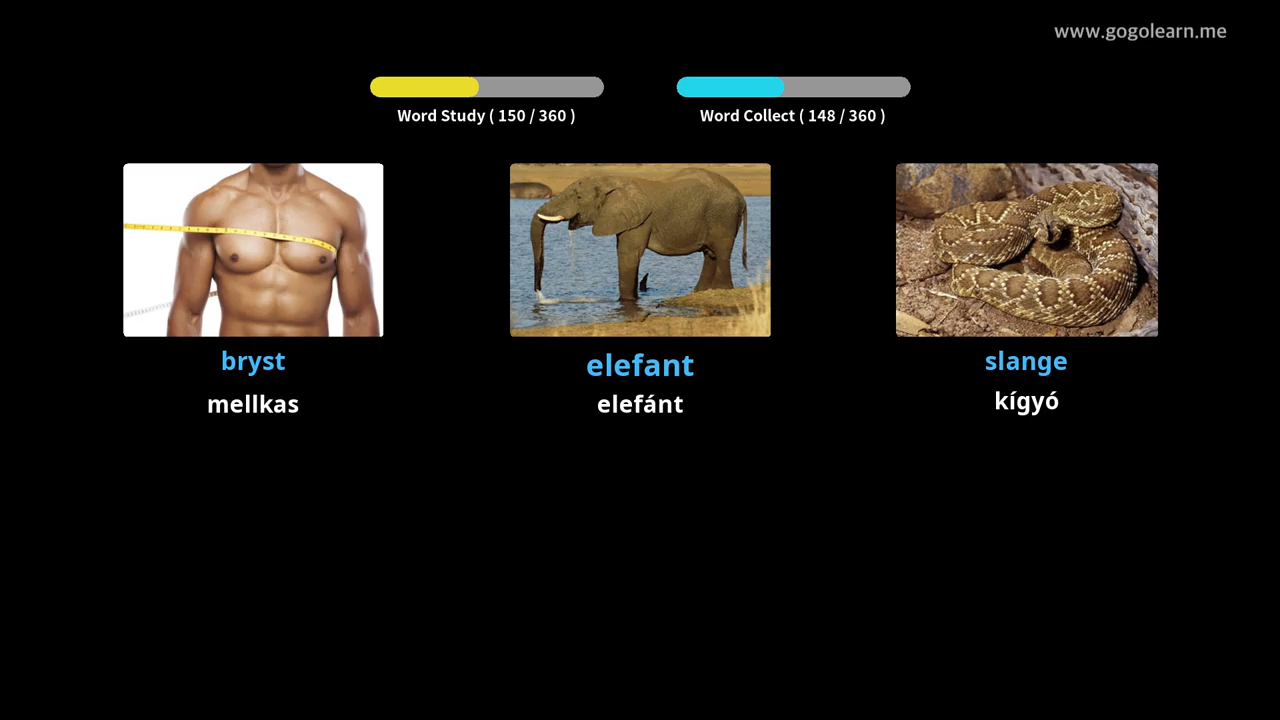 www.gogolearn.me
Word Study ( 150 / 360 )
Word Collect ( 148 / 360 )
bryst
elefant
slange
mellkas
elefánt
kígyó